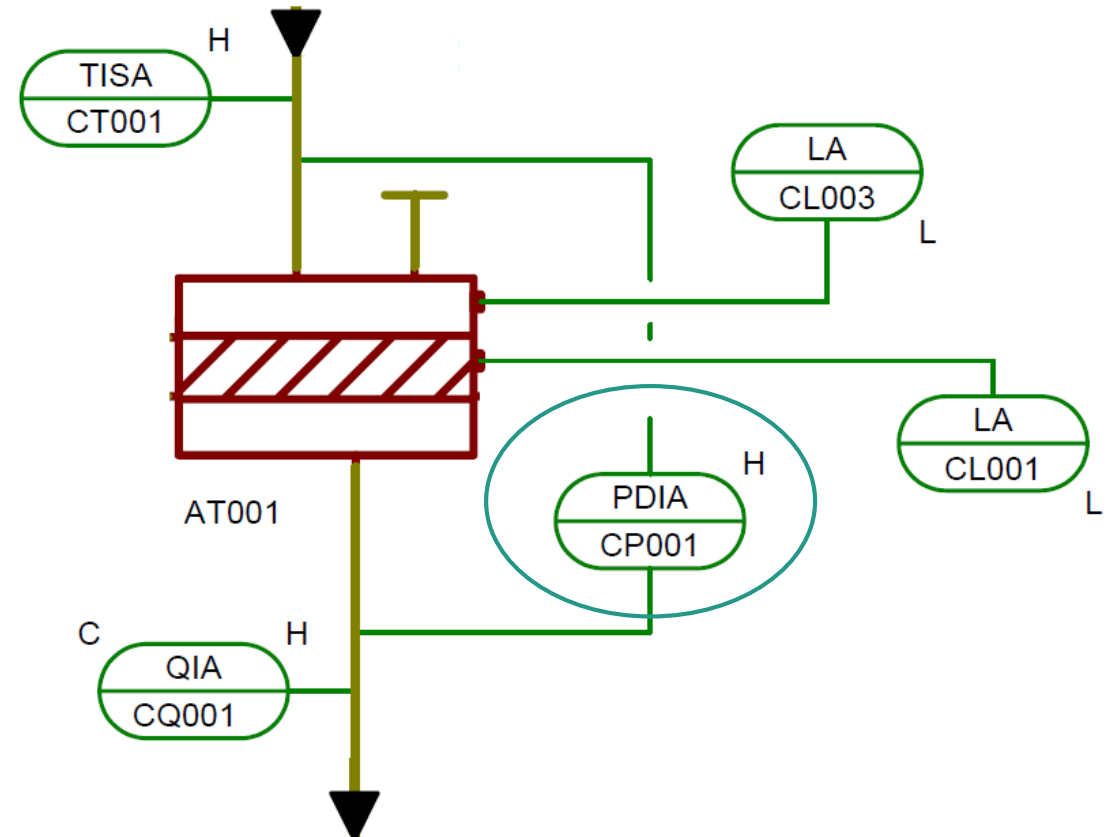 H
TISA
CT001
LA
CL003
L
LA
CL001
L
H
PDIA
CP001
AT001
C
H
QIA
CQ001